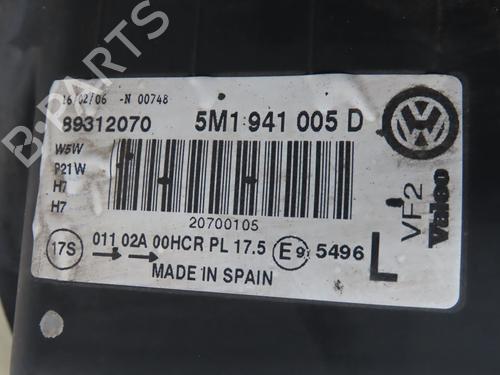 B-PARTS
16/02/06 -N 00748
89312070 5M1 941 005 D
W5W
P21W
H7
H7
20700105
17S 011 02A 00HCR PL 17.5 E9 5496
MADE IN SPAIN
L
VF2
Valeo